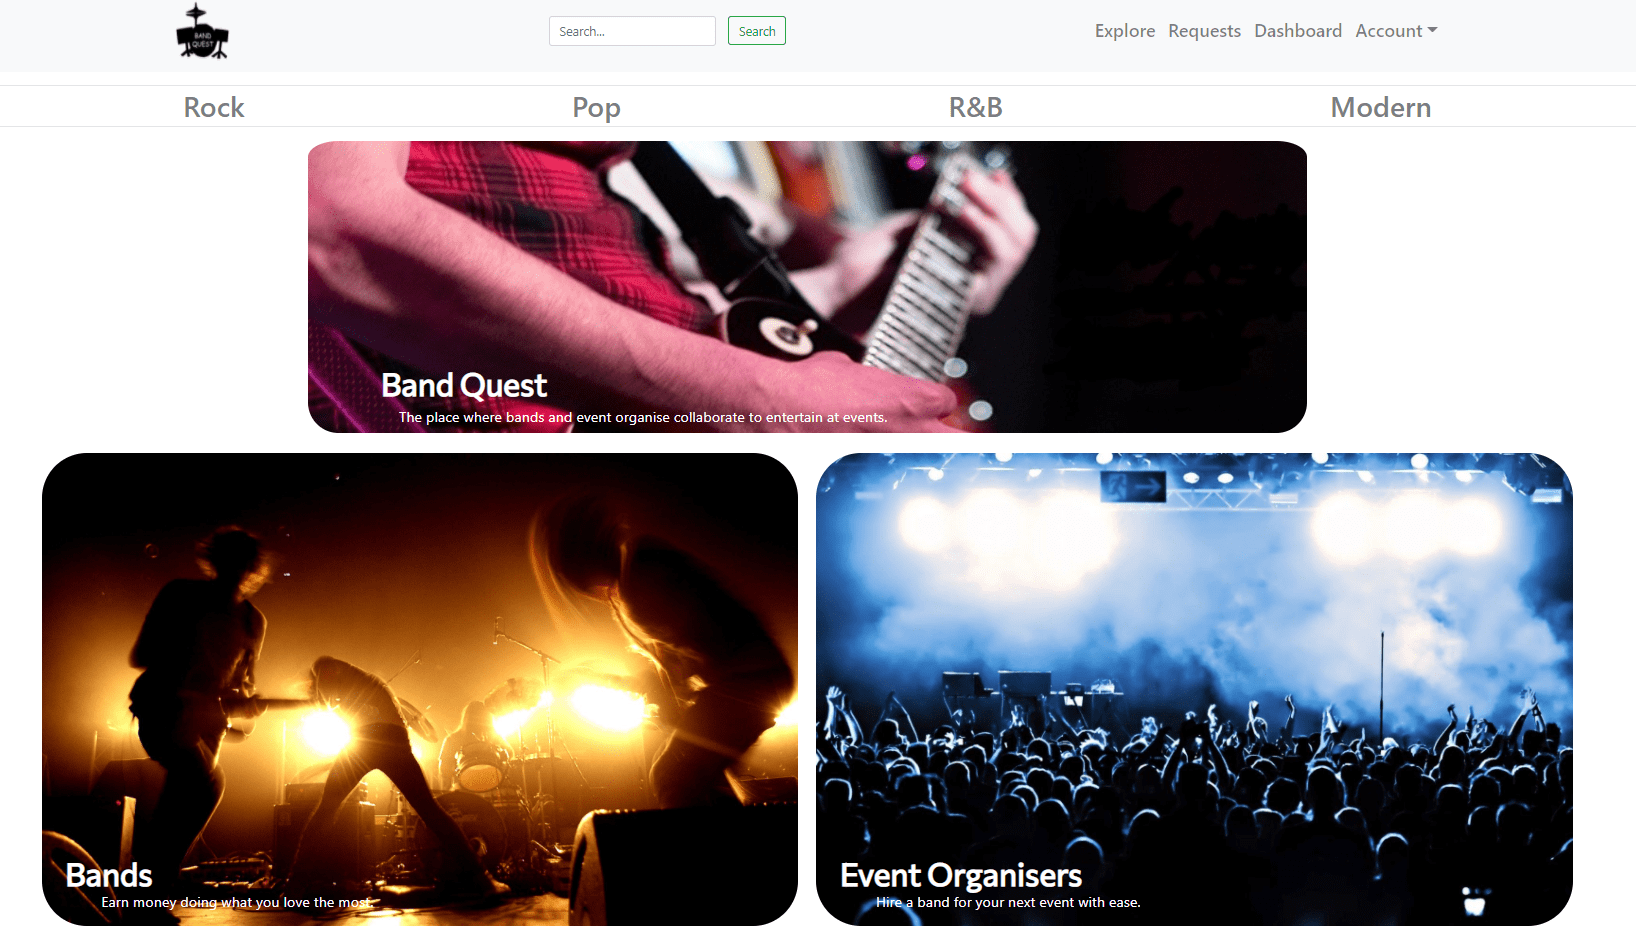 BAND
QUEST
Search...
Search
Explore Requests Dashboard Account
Rock Pop R&B Modern
Band Quest
The place where bands and event organise collaborate to entertain at events.
Bands
Earn money doing what you love the most.
Event Organisers
Hire a band for your next event with ease.